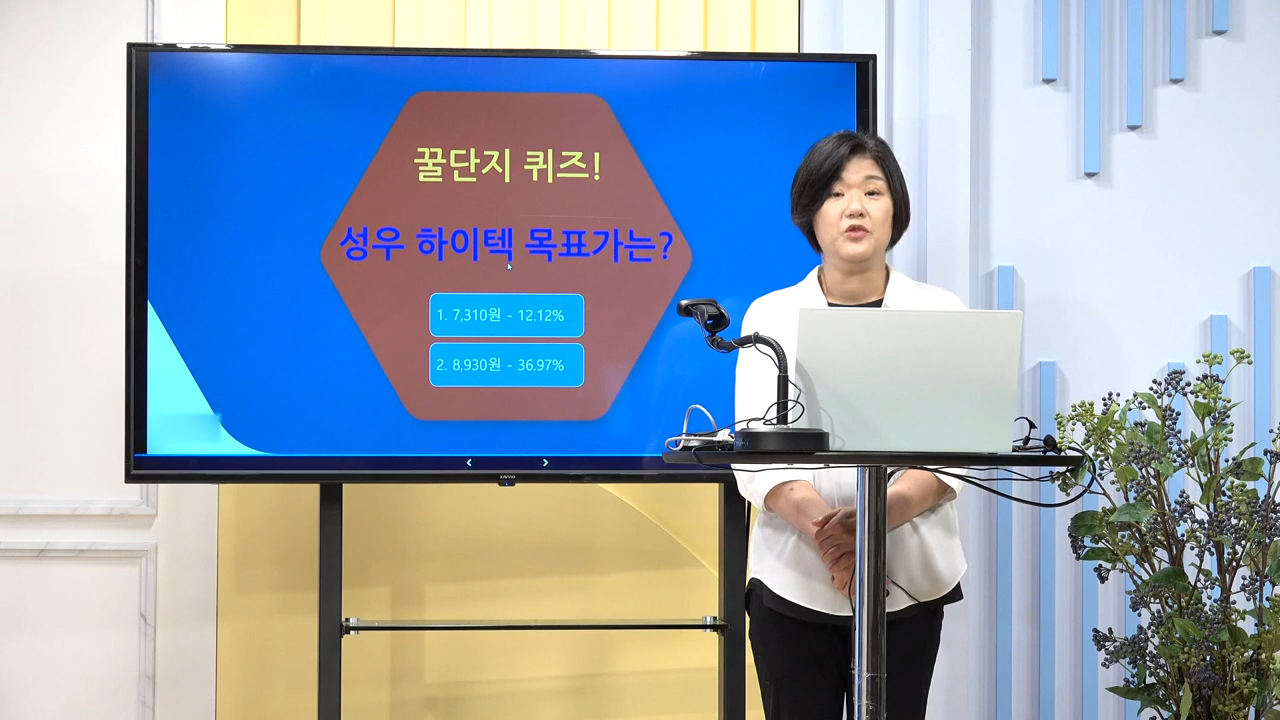 꿀단지 퀴즈!
성우 하이텍 목표가는?
1. 7,310원 - 12.12%
2. 8,930원 - 36.97%